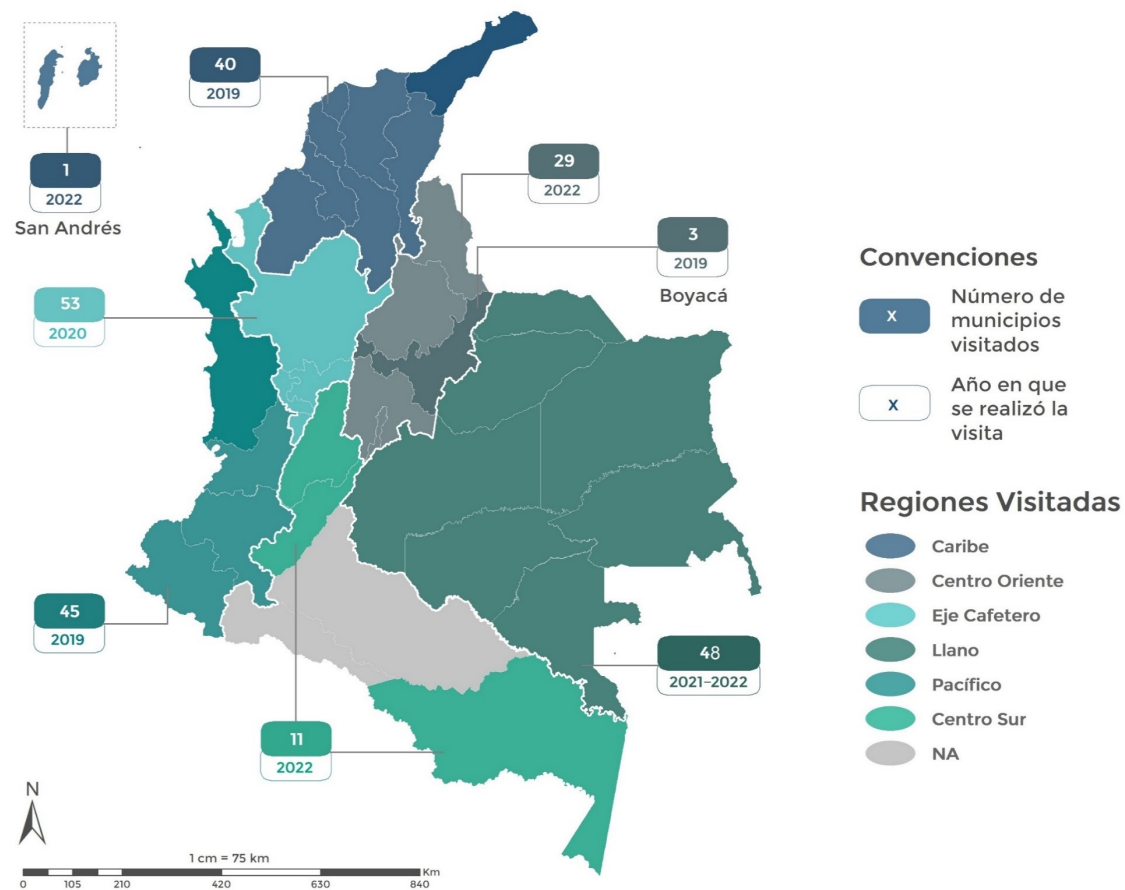 40
2019
1
2022
San Andrés
29
2022
3
2019
Boyacá
53
2020
45
2019
11
2022
48
2021–2022
Convenciones
X
Número de
municipios
visitados
X
Año en que
se realizó la
visita
Regiones Visitadas
Caribe
Centro Oriente
Eje Cafetero
Llano
Pacífico
Centro Sur
NA
N
1 cm = 75 km
Km
0 105 210 420 630 840